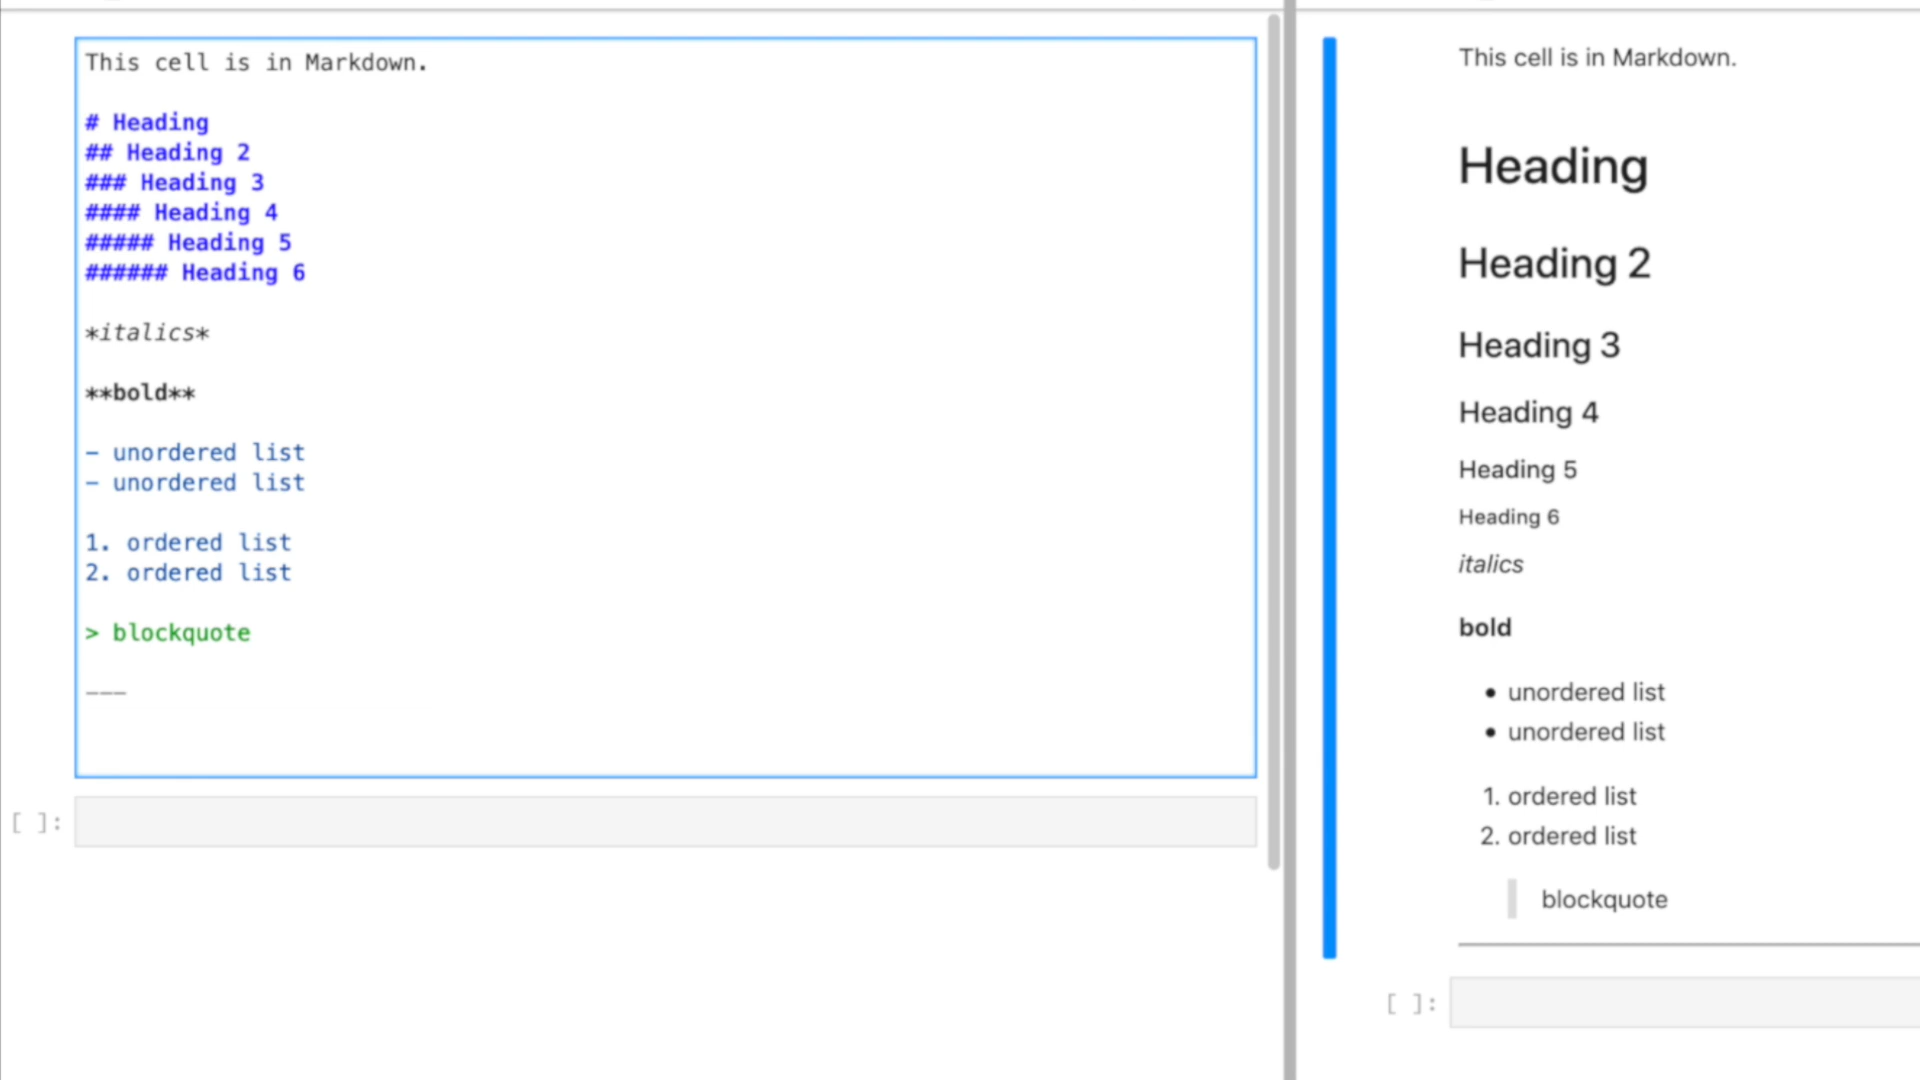 This cell is in Markdown.
# Heading
## Heading 2
### Heading 3
#### Heading 4
##### Heading 5
###### Heading 6
*italics*
**bold**
- unordered list
- unordered list
1. ordered list
2. ordered list
> blockquote
---
[ ]:
This cell is in Markdown.
Heading
Heading 2
Heading 3
Heading 4
Heading 5
Heading 6
italics
bold
• unordered list
• unordered list
1. ordered list
2. ordered list
blockquote
[ ]: